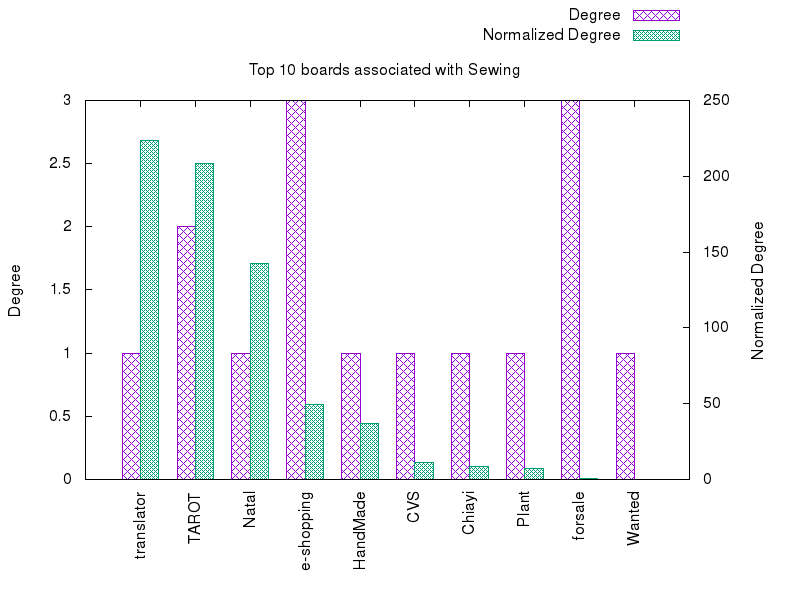 Degree
Normalized Degree
Top 10 boards associated with Sewing
3
2.5
2
1.5
1
0.5
0
250
200
150
100
50
0
Degree
Normalized Degree
translator
TAROT
Natal
e-shopping
HandMade
CVS
Chiayi
Plant
forsale
Wanted